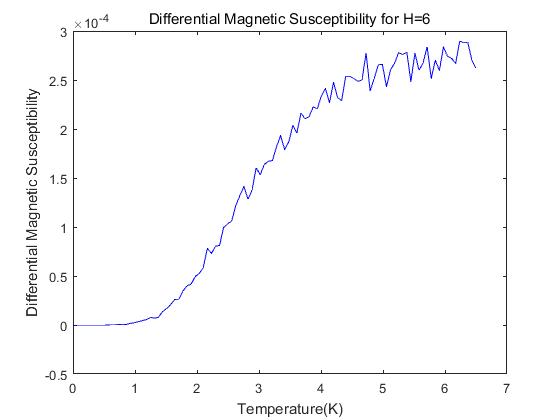 Differential Magnetic Susceptibility for H=6
×10-4
3
2.5
2
1.5
1
0.5
0
-0.5
Differential Magnetic Susceptibility
0 1 2 3 4 5 6 7
Temperature(K)